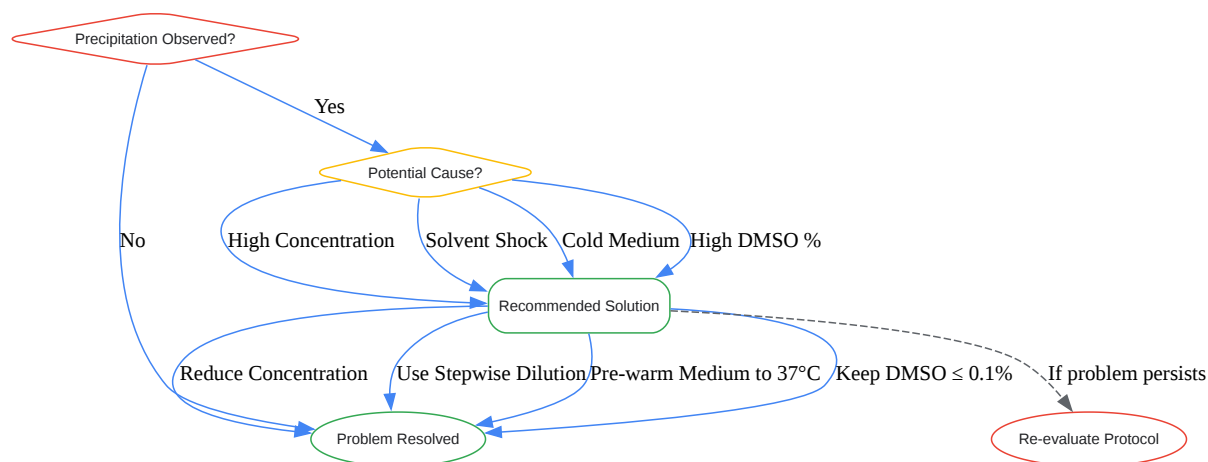 Precipitation Observed?
Yes
Potential Cause?
No
High Concentration
Solvent Shock
Cold Medium
High DMSO %
Recommended Solution
Reduce Concentration
Use Stepwise Dilution
Pre-warm Medium to 37°C
Keep DMSO ≤ 0.1%
If problem persists
Problem Resolved
Re-evaluate Protocol